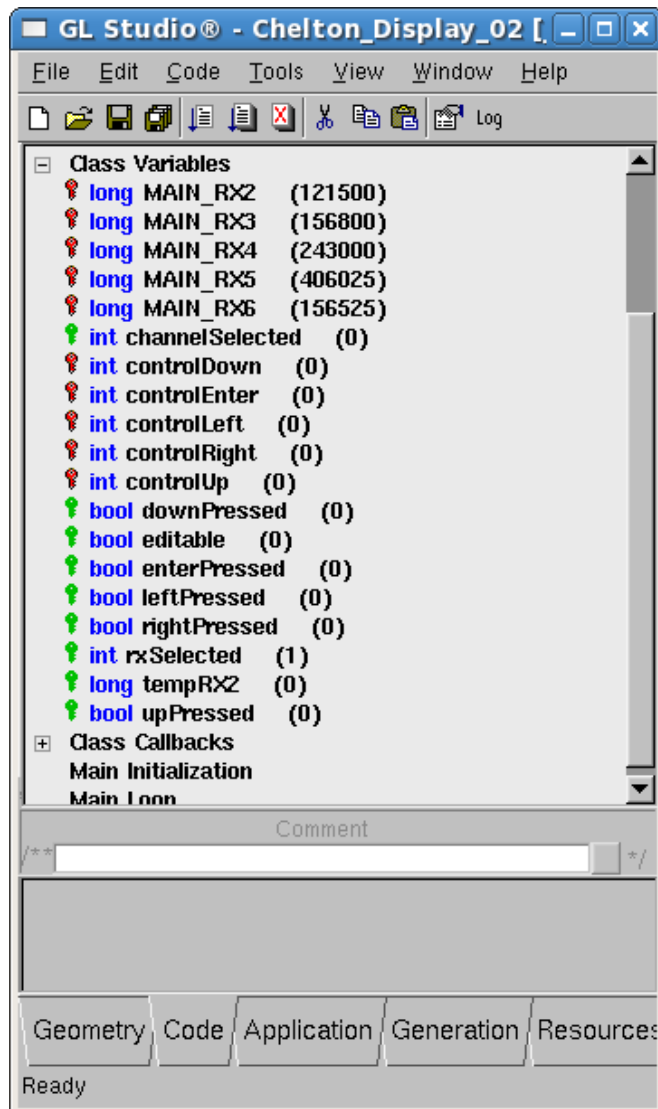 GL Studio® - Chelton_Display_02 [
File Edit Code Tools View Window Help
Log
Class Variables
long MAIN_RX2 (121500)
long MAIN_RX3 (156800)
long MAIN_RX4 (243000)
long MAIN_RX5 (406025)
long MAIN_RX6 (156525)
int channelSelected (0)
int controlDown (0)
int controlEnter (0)
int controlLeft (0)
int controlRight (0)
int controlUp (0)
bool downPressed (0)
bool editable (0)
bool enterPressed (0)
bool leftPressed (0)
bool rightPressed (0)
int rxSelected (1)
long tempRX2 (0)
bool upPressed (0)
Class Callbacks
Main Initialization
Main Loop
Comment
/** */
Geometry Code Application Generation Resources
Ready